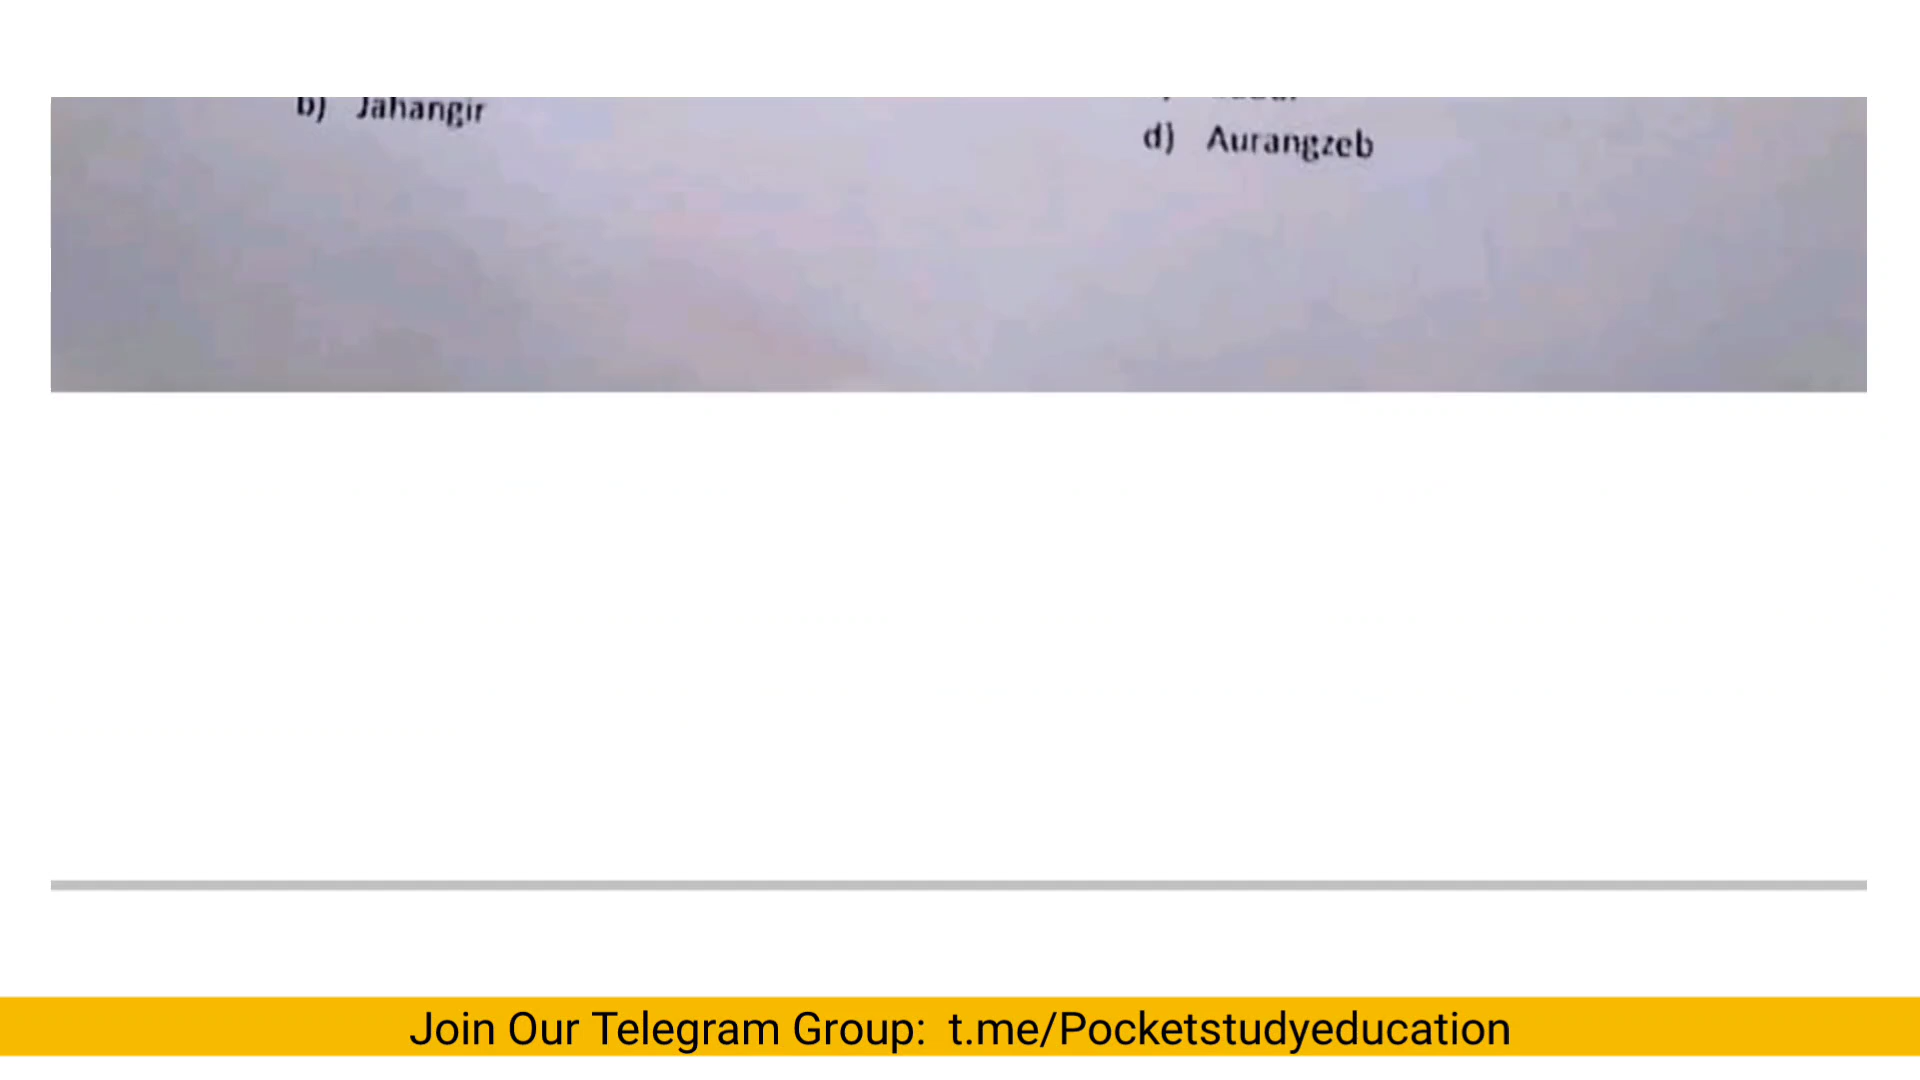 b) Jahangir
d) Aurangzeb
Join Our Telegram Group: t.me/Pocketstudyeducation